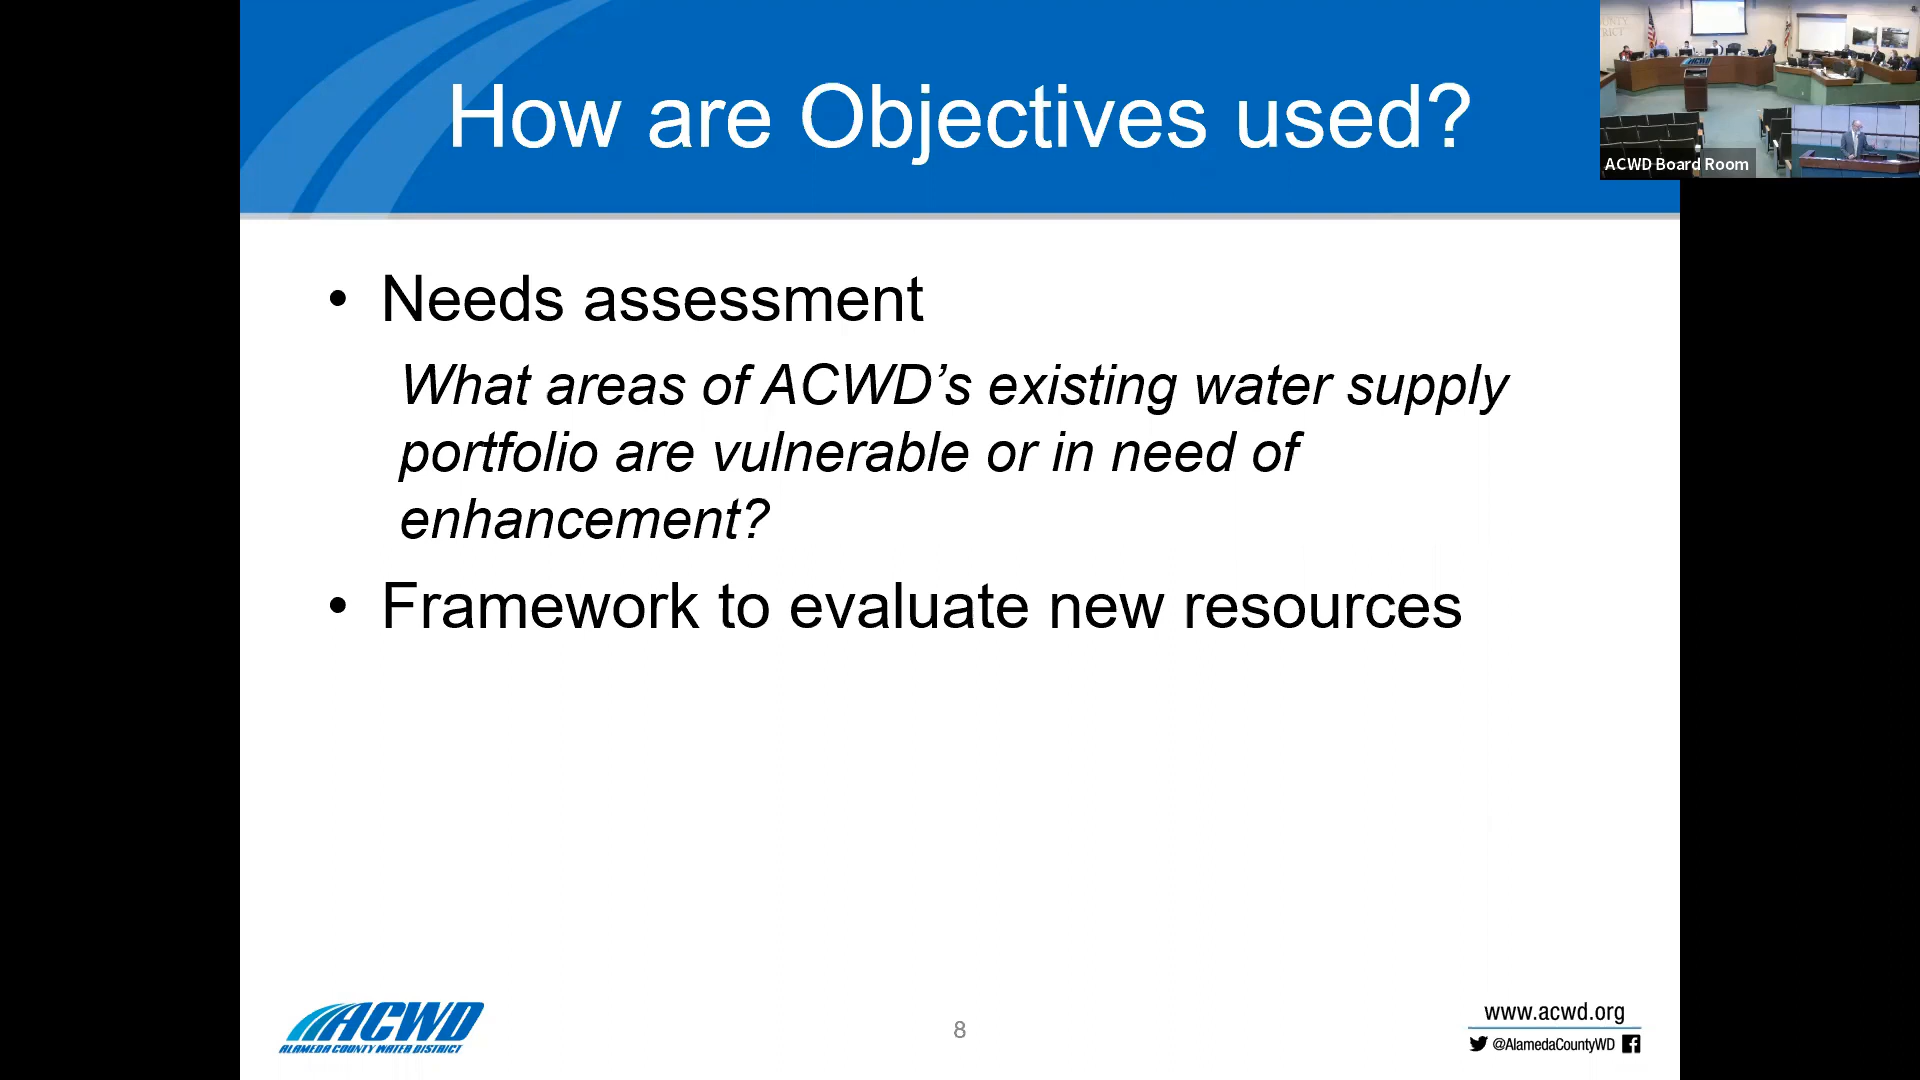 How are Objectives used?
ACWD Board Room
• Needs assessment
What areas of ACWD’s existing water supply
portfolio are vulnerable or in need of
enhancement?
• Framework to evaluate new resources
ACWD
ALAMEDA COUNTY WATER DISTRICT
8
www.acwd.org
@AlamedaCountyWD